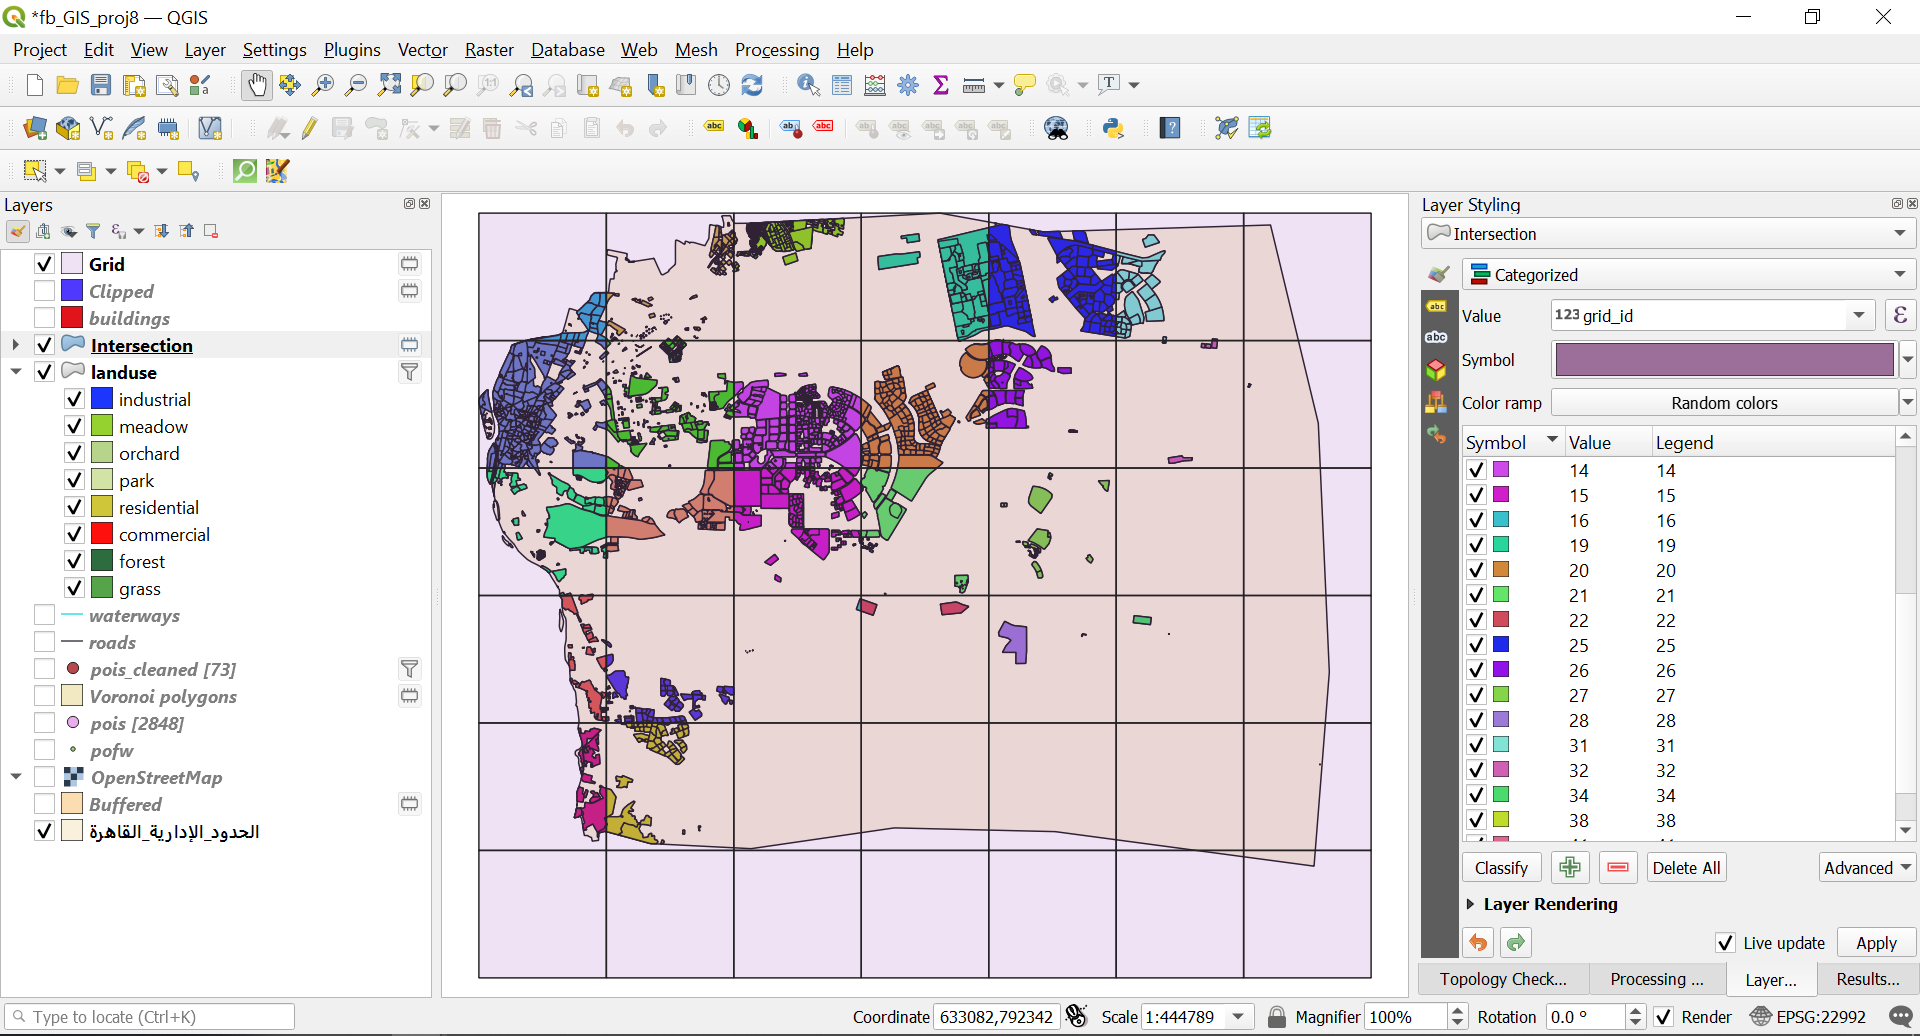 *fb_GIS_proj8 — QGIS
Project Edit View Layer Settings Plugins Vector Raster Database Web Mesh Processing Help
Layers
Grid
Clipped
buildings
Intersection
landuse
industrial
meadow
orchard
park
residential
commercial
forest
grass
waterways
roads
pois_cleaned [73]
Voronoi polygons
pois [2848]
pofw
OpenStreetMap
Buffered
الحدود_الإدارية_القاهرة
Layer Styling
Intersection
Categorized
Value 123 grid_id
Symbol
Color ramp Random colors
Symbol Value Legend
14 14
15 15
16 16
19 19
20 20
21 21
22 22
25 25
26 26
27 27
28 28
31 31
32 32
34 34
38 38
Classify Delete All Advanced
Layer Rendering
Live update Apply
Topology Check... Processing ... Layer... Results...
Type to locate (Ctrl+K) Coordinate 633082,792342 Scale 1:444789 Magnifier 100% Rotation 0.0 ° Render EPSG:22992